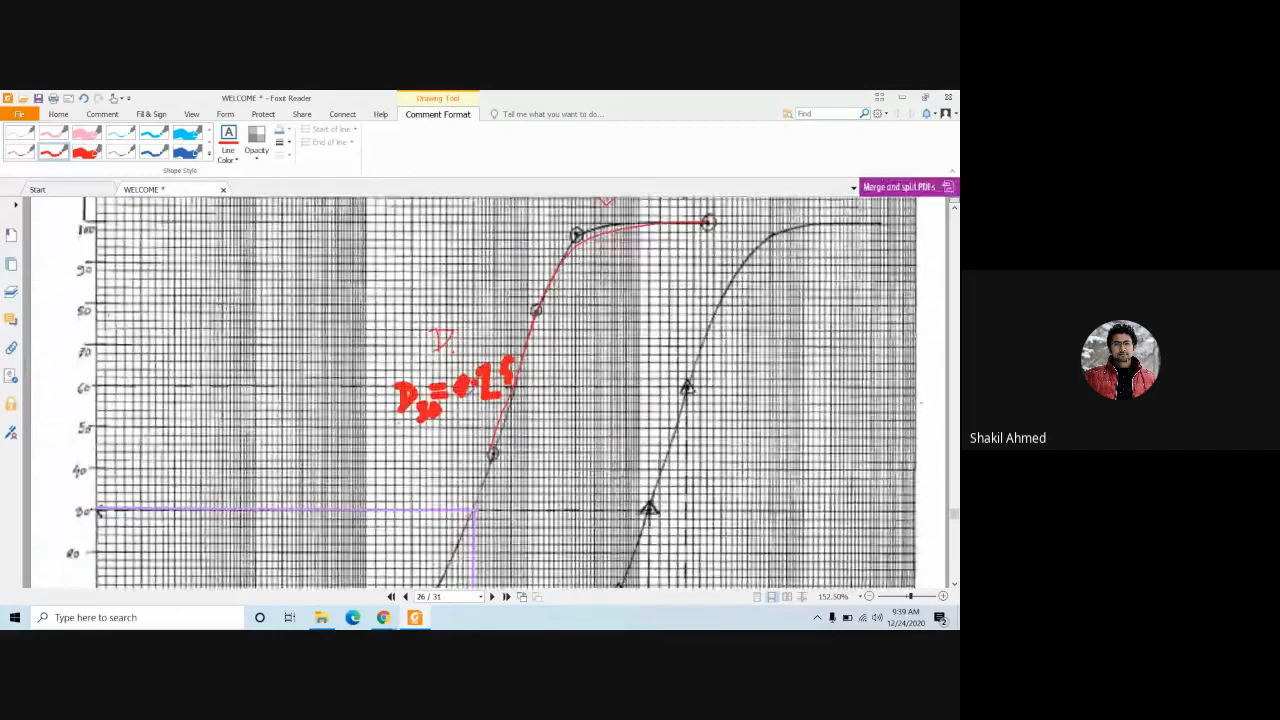 WELCOME * - Foxit Reader
Drawing Tool
File Home Comment Fill & Sign View Form Protect Share Connect Help Comment Format Tell me what you want to do...
Find
A
Line Color
Opacity
Start of line
End of line
Shape Style
Start
WELCOME *
Merge and split PDFs
100
90
80
70
60
50
40
30
20
D
D30 = 0.25
26 / 31
152.50%
Type here to search
9:39 AM
12/24/2020
2
Shakil Ahmed